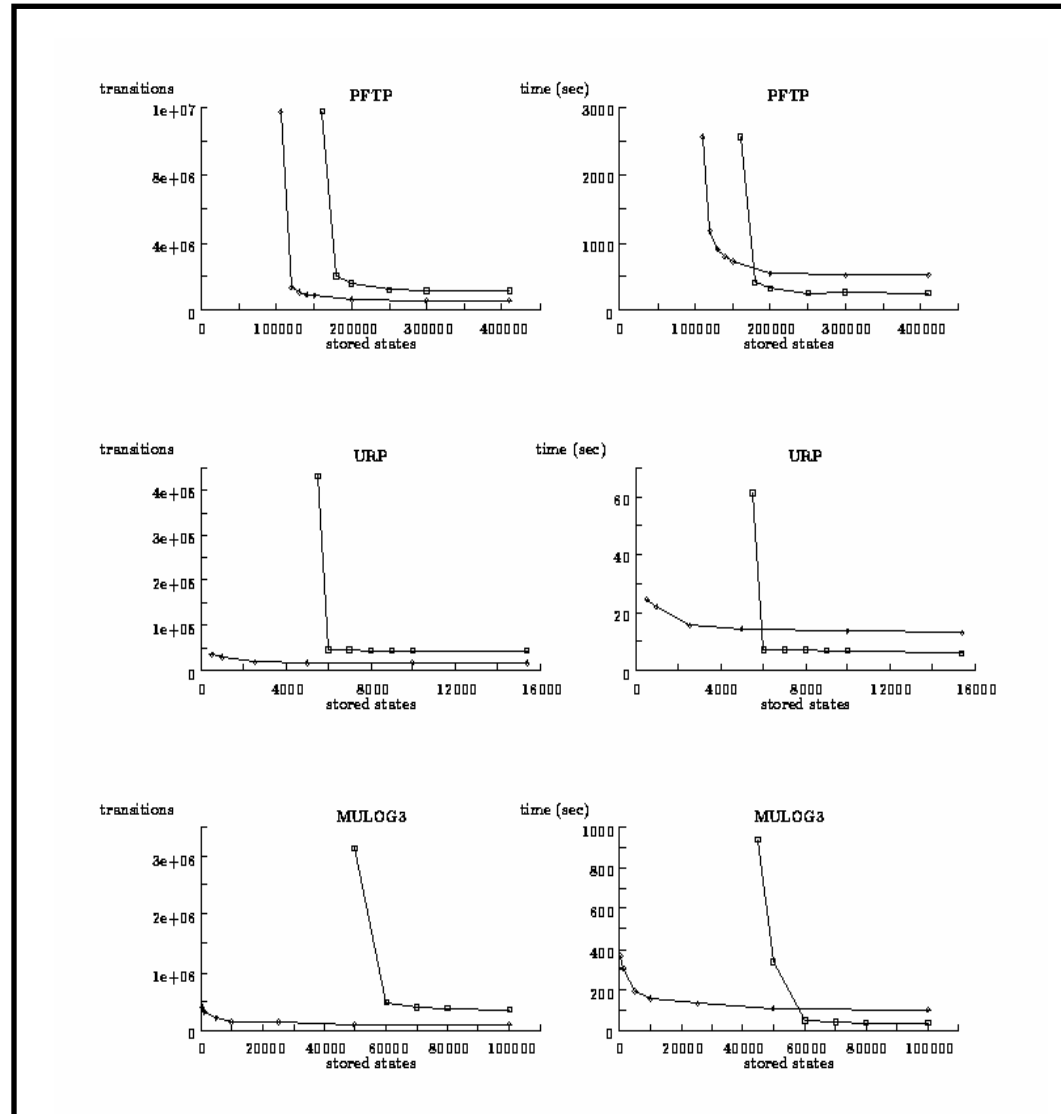 transitions
PFTP
1e+07
8e+06
4e+06
0
0 100000 200000 300000 400000
stored states
time (sec)
PFTP
3000
2000
1000
0
0 100000 200000 300000 400000
stored states
transitions
URP
4e+05
3e+05
2e+05
1e+05
0
0 4000 8000 12000 16000
stored states
time (sec)
URP
60
40
20
0
0 4000 8000 12000 16000
stored states
transitions
MULOG3
3e+06
2e+06
1e+06
0
0 20000 40000 60000 80000 100000
stored states
time (sec)
MULOG3
1000
800
600
400
200
0
0 20000 40000 60000 80000 100000
stored states